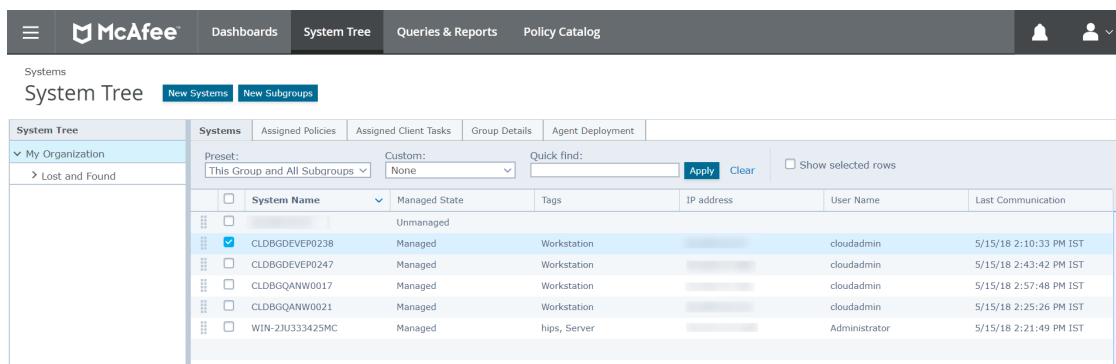 McAfee Dashboards System Tree Queries & Reports Policy Catalog
Systems
System Tree New Systems New Subgroups
System Tree Systems Assigned Policies Assigned Client Tasks Group Details Agent Deployment
My Organization
Lost and Found
Preset: Custom: Quick find:
This Group and All Subgroups None Apply Clear Show selected rows
System Name Managed State Tags IP address User Name Last Communication
Unmanaged
CLDBGDEVEP0238 Managed Workstation cloudadmin 5/15/18 2:10:33 PM IST
CLDBGDEVEP0247 Managed Workstation cloudadmin 5/15/18 2:43:42 PM IST
CLDBGQANW0017 Managed Workstation cloudadmin 5/15/18 2:57:48 PM IST
CLDBGQANW0021 Managed Workstation cloudadmin 5/15/18 2:25:26 PM IST
WIN-2JU333425MC Managed hips, Server Administrator 5/15/18 2:21:49 PM IST